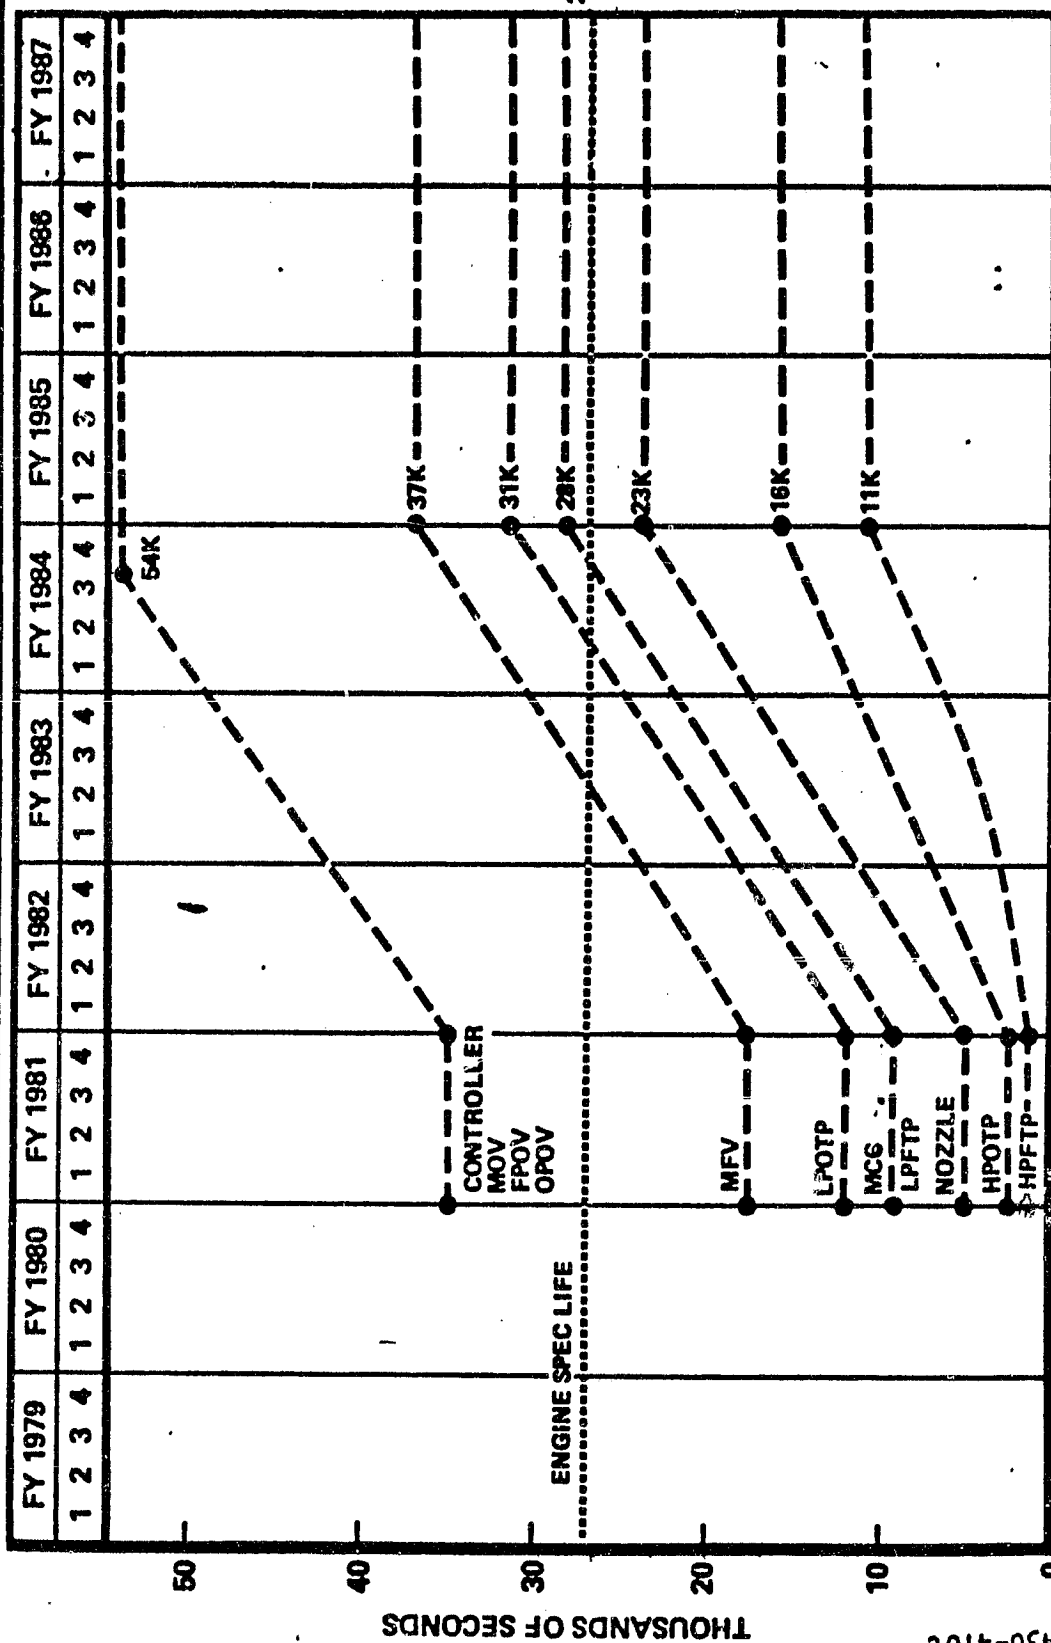 FY 1979 FY 1980 FY 1981 FY 1982 FY 1983 FY 1984 FY 1985 FY 1986 FY 1987
1 2 3 4 1 2 3 4 1 2 3 4 1 2 3 4 1 2 3 4 1 2 3 4 1 2 3 4 1 2 3 4 1 2 3 4
THOUSANDS OF SECONDS
50
40
30
20
10
0
54K
37K
31K
28K
23K
16K
11K
CONTROLLER
MOV
FPOV
OPOV
ENGINE SPEC LIFE
MFV
LPOTP
MCC
LPFTP
NOZZLE
HPOTP
HPFTP